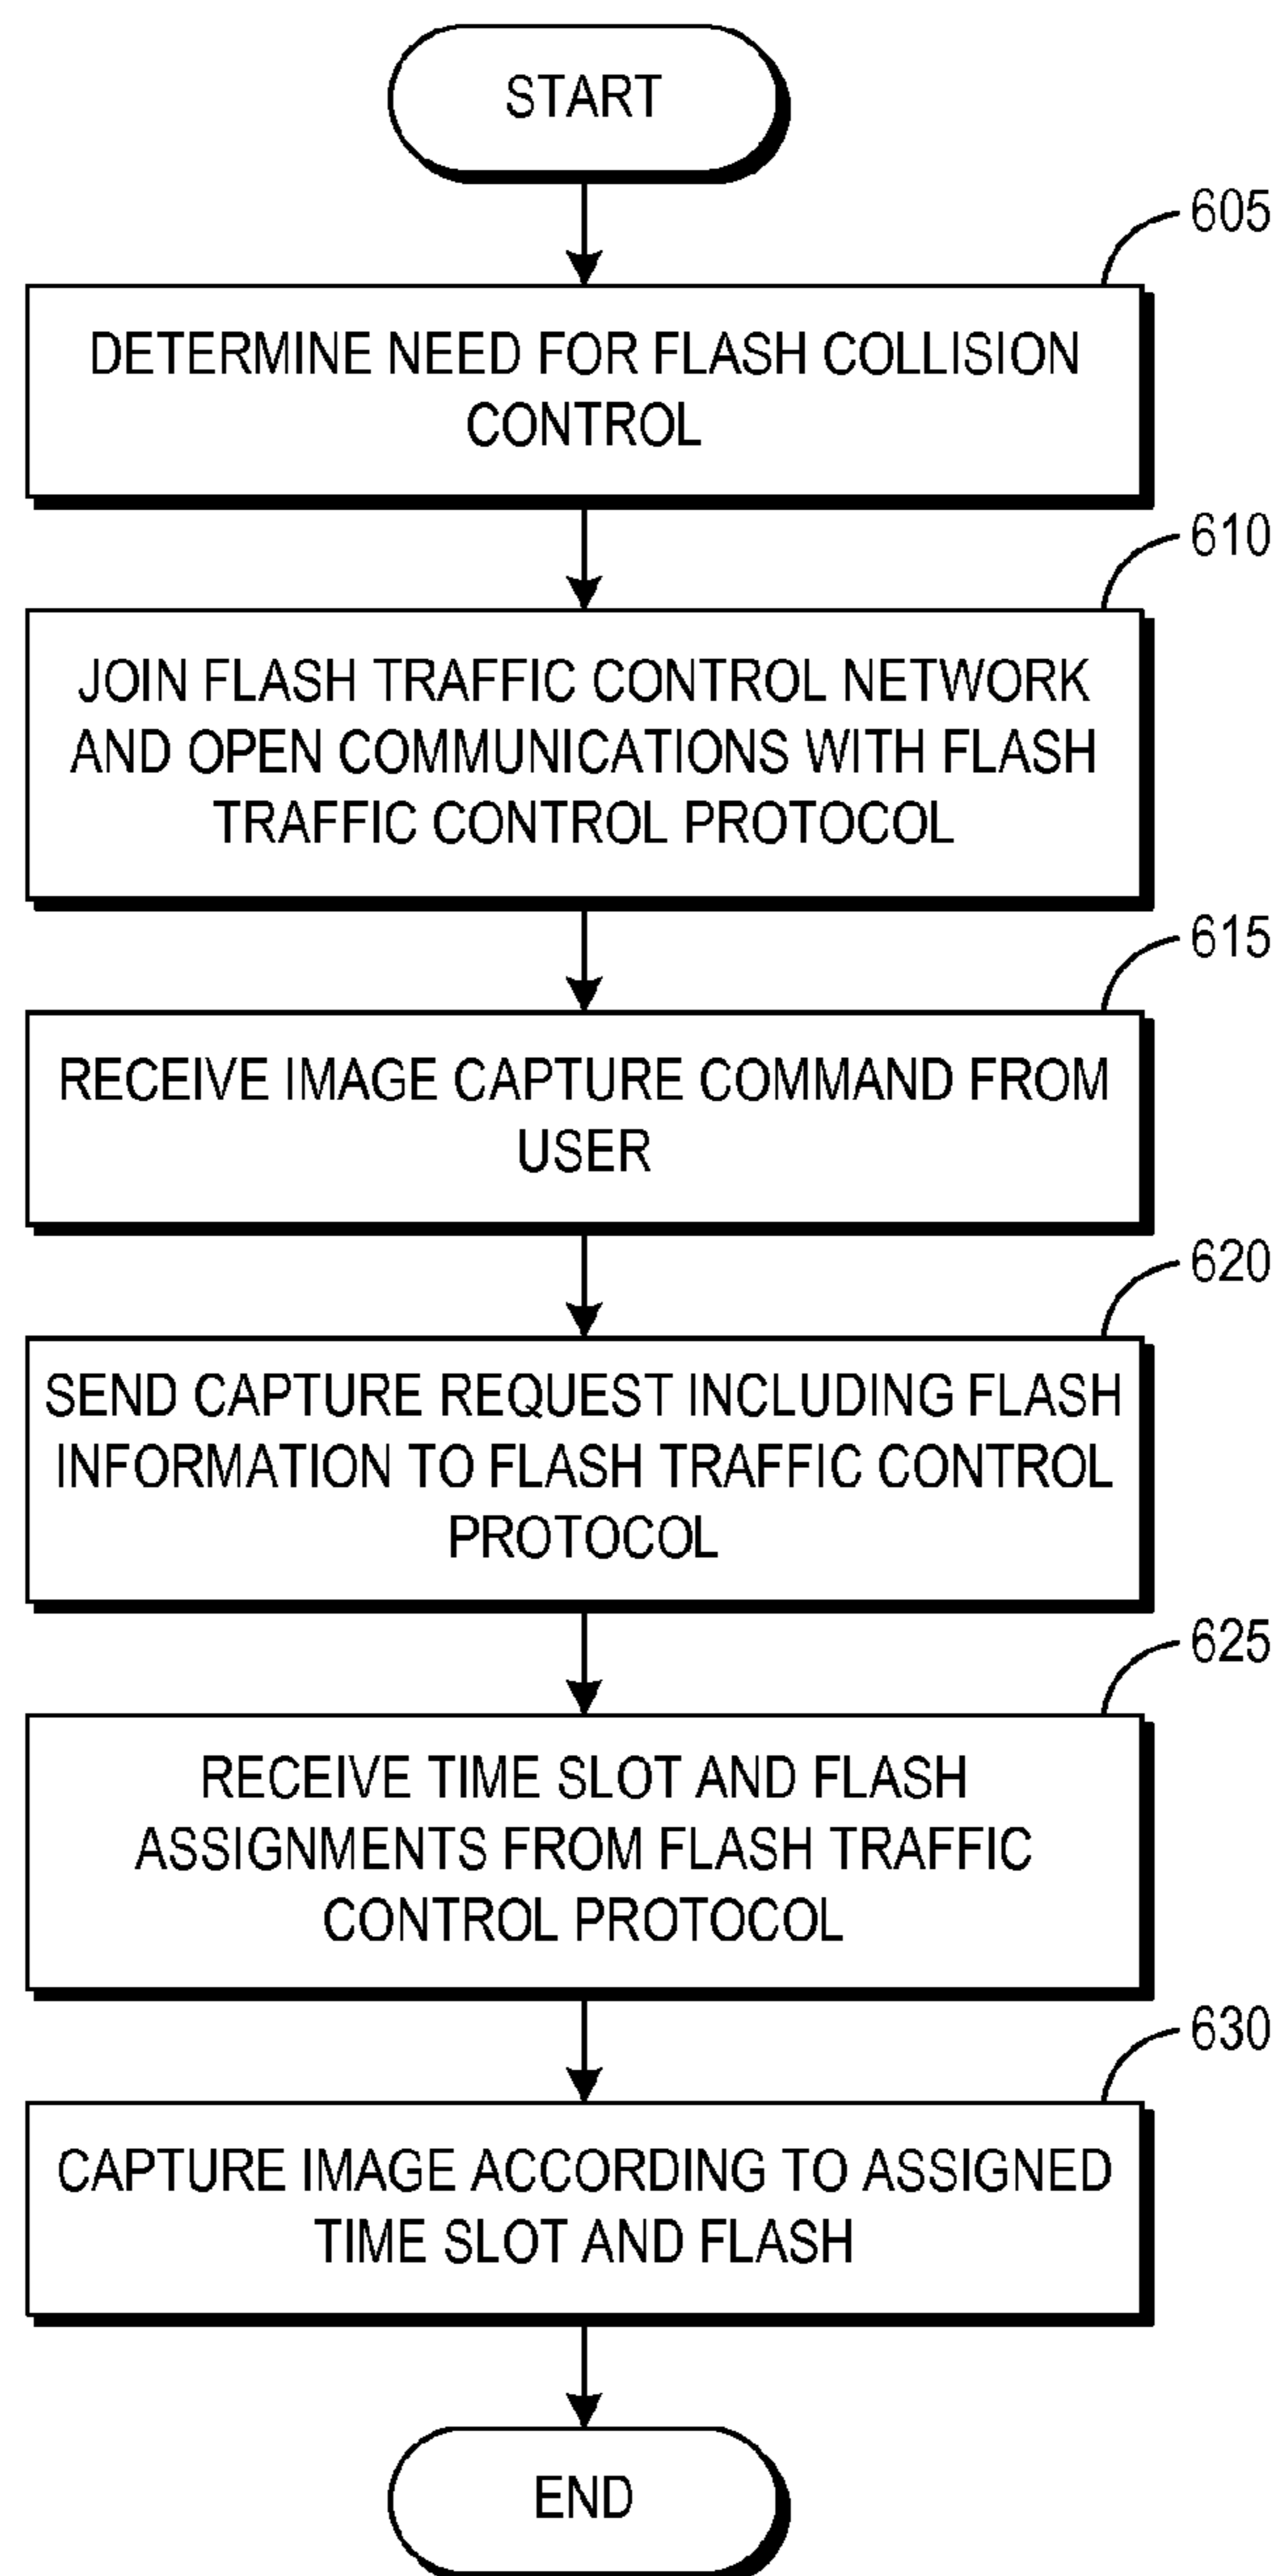 START
605
DETERMINE NEED FOR FLASH COLLISION
CONTROL
610
JOIN FLASH TRAFFIC CONTROL NETWORK
AND OPEN COMMUNICATIONS WITH FLASH
TRAFFIC CONTROL PROTOCOL
615
RECEIVE IMAGE CAPTURE COMMAND FROM
USER
620
SEND CAPTURE REQUEST INCLUDING FLASH
INFORMATION TO FLASH TRAFFIC CONTROL
PROTOCOL
625
RECEIVE TIME SLOT AND FLASH
ASSIGNMENTS FROM FLASH TRAFFIC
CONTROL PROTOCOL
630
CAPTURE IMAGE ACCORDING TO ASSIGNED
TIME SLOT AND FLASH
END